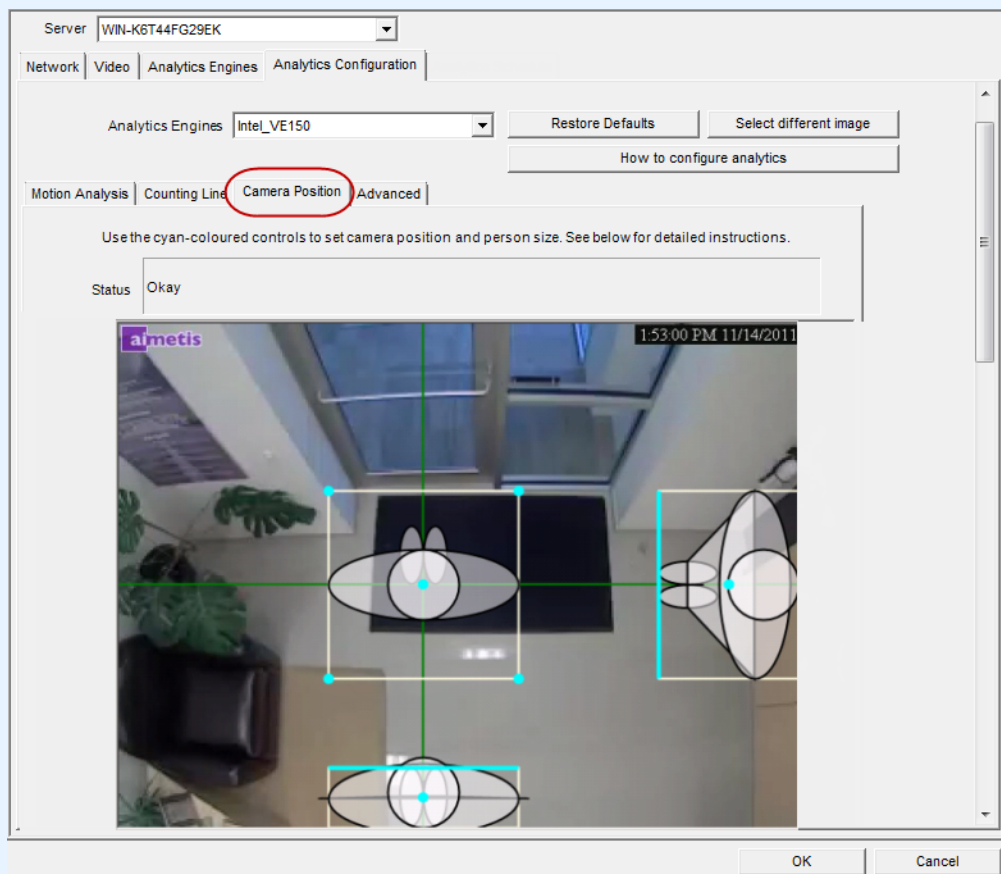 Server WIN-K6T44FG29EK
Network Video Analytics Engines Analytics Configuration
Analytics Engines Intel_VE150 Restore Defaults Select different image
How to configure analytics
Motion Analysis Counting Line Camera Position Advanced
Use the cyan-coloured controls to set camera position and person size. See below for detailed instructions.
Status Okay
aimetis 1:53:00 PM 11/14/2011
OK Cancel